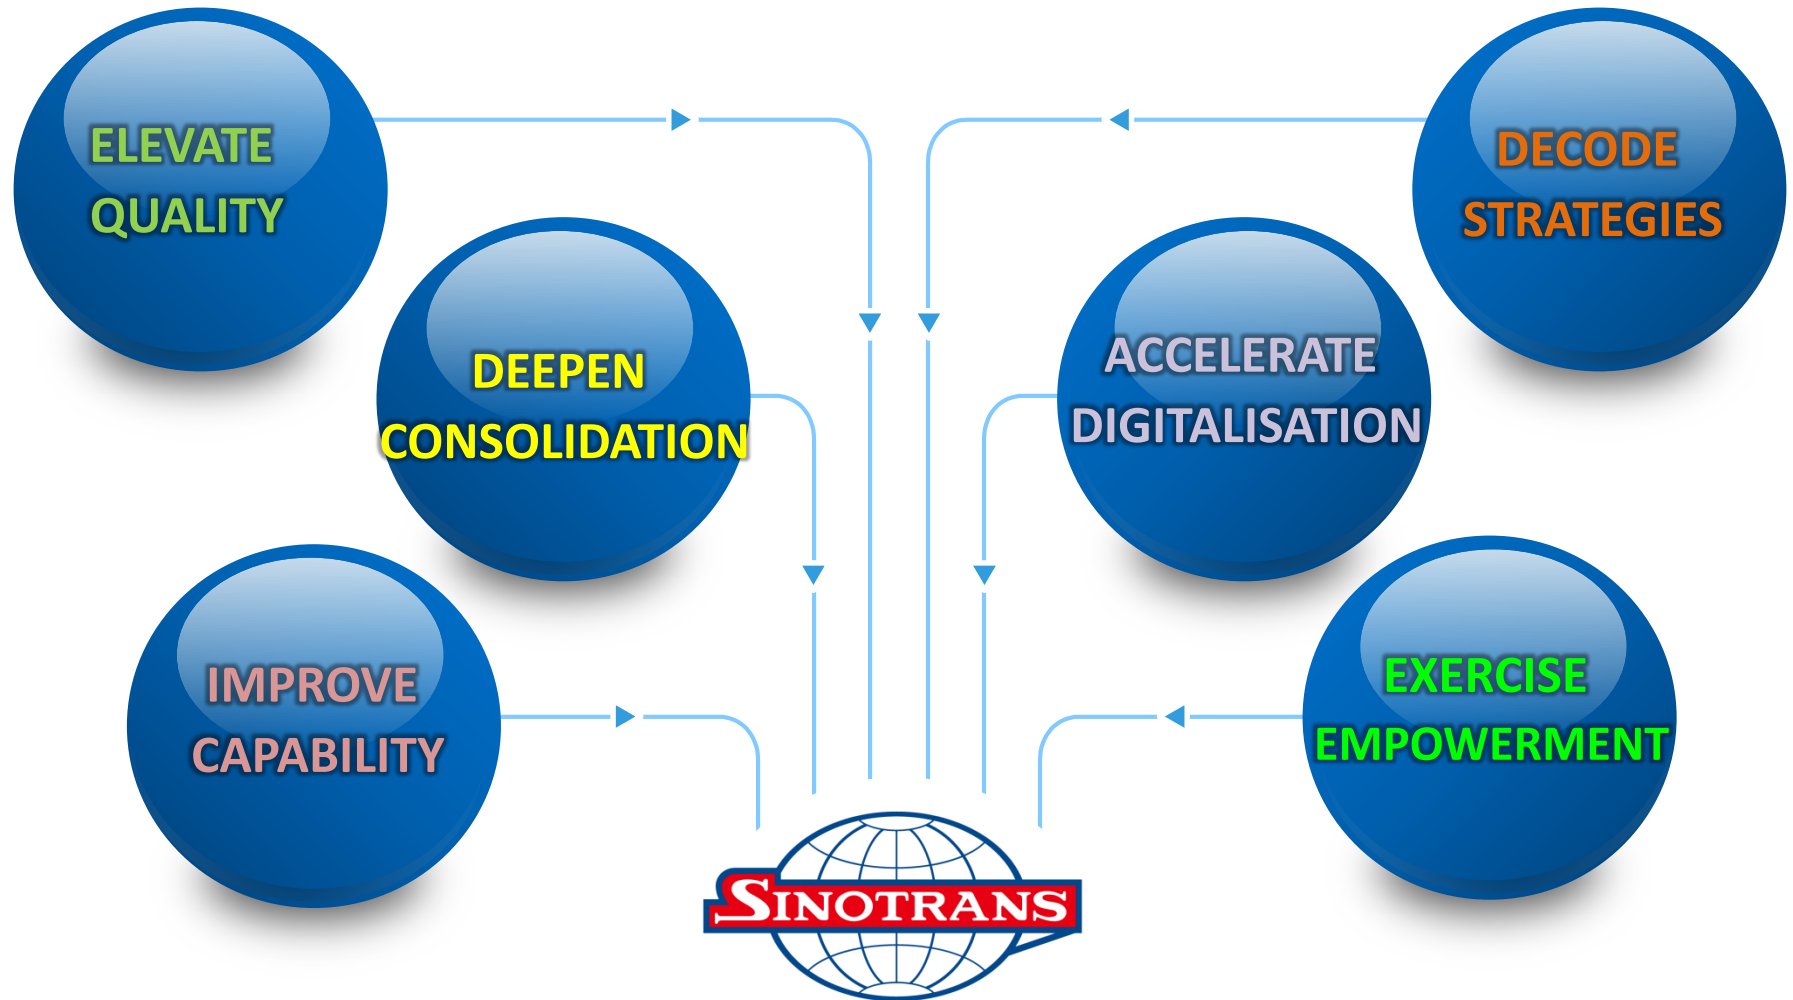 ELEVATE
QUALITY
DECODE
STRATEGIES
DEEPEN
CONSOLIDATION
ACCELERATE
DIGITALISATION
IMPROVE
CAPABILITY
EXERCISE
EMPOWERMENT
SINOTRANS